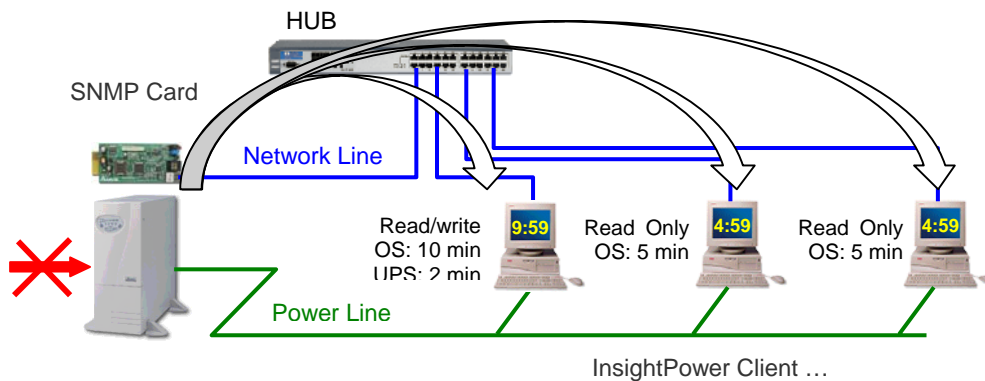 HUB
SNMP Card
Network Line
Read/write
OS: 10 min
UPS: 2 min
9:59
Read Only
OS: 5 min
4:59
Read Only
OS: 5 min
4:59
Power Line
InsightPower Client ...